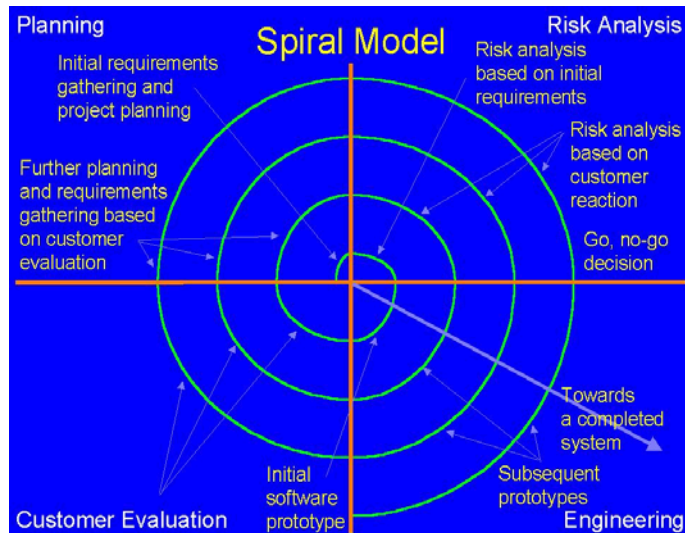 Planning
Risk Analysis
Spiral Model
Initial requirements
gathering and
project planning
Risk analysis
based on initial
requirements
Risk analysis
based on
customer
reaction
Further planning
and requirements
gathering based
on customer
evaluation
Go, no-go
decision
Towards
a completed
system
Initial
software
prototype
Subsequent
prototypes
Customer Evaluation
Engineering